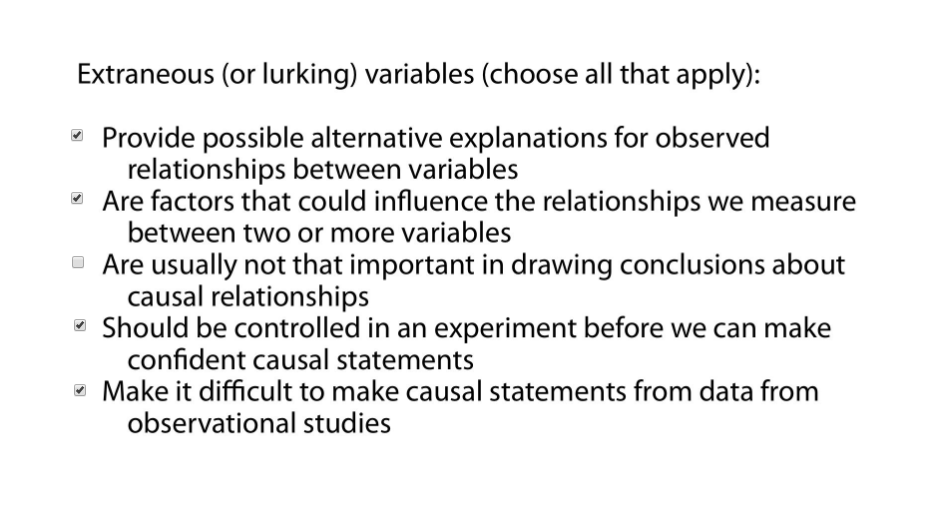 Extraneous (or lurking) variables (choose all that apply):
Provide possible alternative explanations for observed
relationships between variables
Are factors that could influence the relationships we measure
between two or more variables
Are usually not that important in drawing conclusions about
causal relationships
Should be controlled in an experiment before we can make
confident causal statements
Make it difficult to make causal statements from data from
observational studies